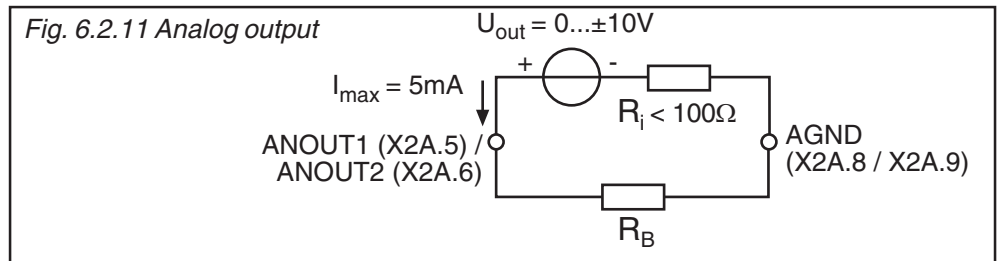 Fig. 6.2.11 Analog output
Uout = 0...±10V
+ -
Imax = 5mA
Ri < 100Ω
ANOUT1 (X2A.5) /
ANOUT2 (X2A.6)
AGND
(X2A.8 / X2A.9)
RB